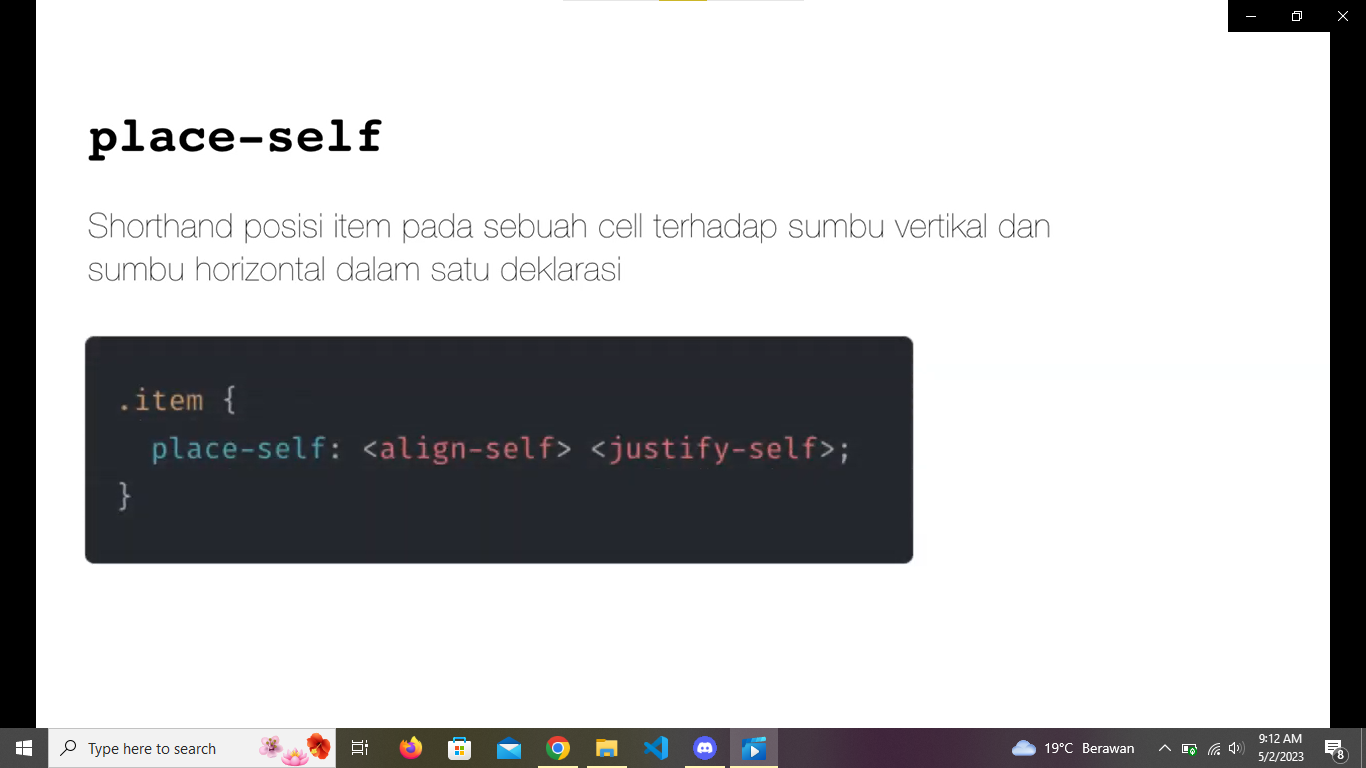 place-self
Shorthand posisi item pada sebuah cell terhadap sumbu vertikal dan
sumbu horizontal dalam satu deklarasi
.item {
  place-self: <align-self> <justify-self>;
}
Type here to search
19°C Berawan
9:12 AM
5/2/2023
8